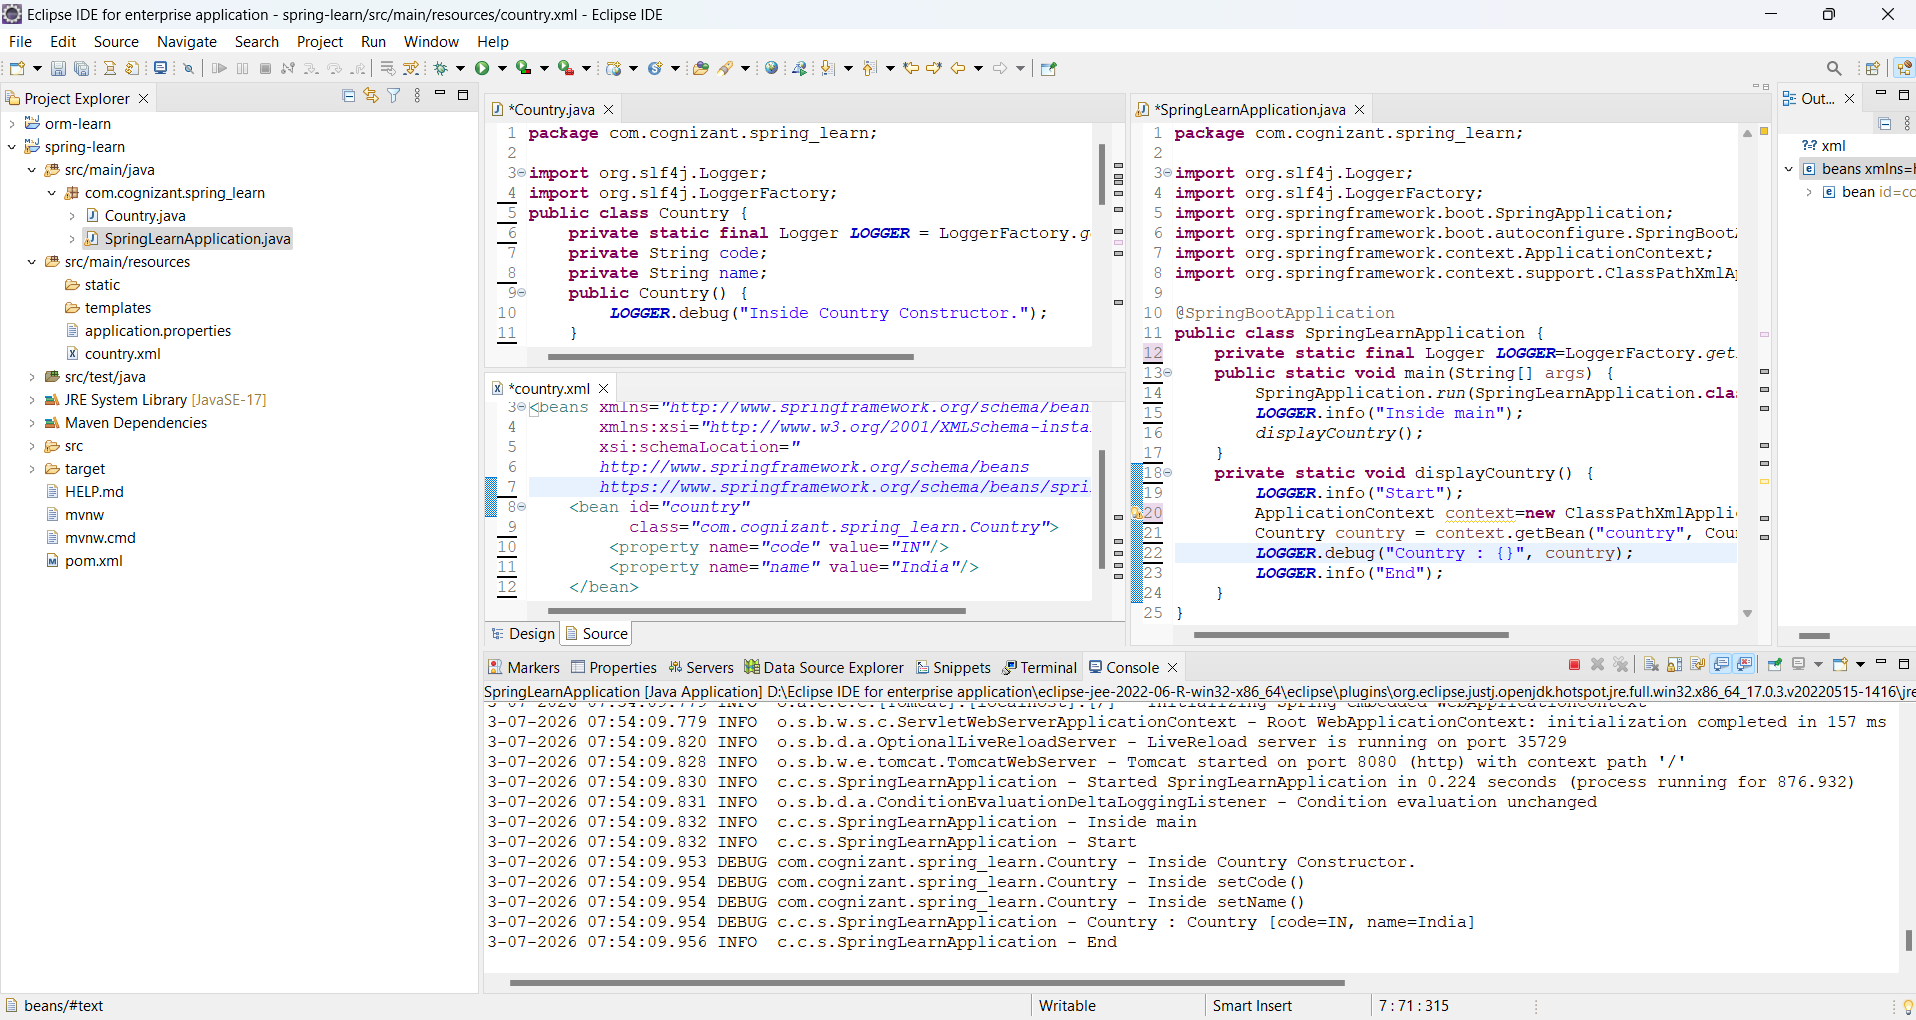 Eclipse IDE for enterprise application - spring-learn/src/main/resources/country.xml - Eclipse IDE
File Edit Source Navigate Search Project Run Window Help
Project Explorer
orm-learn
spring-learn
src/main/java
com.cognizant.spring_learn
Country.java
SpringLearnApplication.java
src/main/resources
static
templates
application.properties
country.xml
src/test/java
JRE System Library [JavaSE-17]
Maven Dependencies
src
target
HELP.md
mvnw
mvnw.cmd
pom.xml
*Country.java
1 package com.cognizant.spring_learn;
2
3 import org.slf4j.Logger;
4 import org.slf4j.LoggerFactory;
5 public class Country {
6 private static final Logger LOGGER = LoggerFactory.g
7 private String code;
8 private String name;
9 public Country() {
10 LOGGER.debug("Inside Country Constructor.");
11 }
*country.xml
3 <beans xmlns="http://www.springframework.org/schema/bean
4 xmlns:xsi="http://www.w3.org/2001/XMLSchema-insta
5 xsi:schemaLocation="
6 http://www.springframework.org/schema/beans
7 https://www.springframework.org/schema/beans/spri
8 <bean id="country"
9 class="com.cognizant.spring_learn.Country">
10 <property name="code" value="IN"/>
11 <property name="name" value="India"/>
12 </bean>
Design Source
*SpringLearnApplication.java
1 package com.cognizant.spring_learn;
2
3 import org.slf4j.Logger;
4 import org.slf4j.LoggerFactory;
5 import org.springframework.boot.SpringApplication;
6 import org.springframework.boot.autoconfigure.SpringBootA
7 import org.springframework.context.ApplicationContext;
8 import org.springframework.context.support.ClassPathXmlAp
9
10 @SpringBootApplication
11 public class SpringLearnApplication {
12 private static final Logger LOGGER=LoggerFactory.get
13 public static void main(String[] args) {
14 SpringApplication.run(SpringLearnApplication.cla
15 LOGGER.info("Inside main");
16 displayCountry();
17 }
18 private static void displayCountry() {
19 LOGGER.info("Start");
20 ApplicationContext context=new ClassPathXmlAppli
21 Country country = context.getBean("country", Cou
22 LOGGER.debug("Country : {}", country);
23 LOGGER.info("End");
24 }
25 }
Out...
?-? xml
beans xmlns=h
bean id=co
Markers Properties Servers Data Source Explorer Snippets Terminal Console
SpringLearnApplication [Java Application] D:\Eclipse IDE for enterprise application\eclipse-jee-2022-06-R-win32-x86_64\eclipse\plugins\org.eclipse.justj.openjdk.hotspot.jre.full.win32.x86_64_17.0.3.v20220515-1416\jre
3-07-2026 07:54:09.779 INFO o.a.c.c.C.[Tomcat].[localhost].[/] - Initializing Spring embedded WebApplicationContext
3-07-2026 07:54:09.779 INFO o.s.b.w.s.c.ServletWebServerApplicationContext - Root WebApplicationContext: initialization completed in 157 ms
3-07-2026 07:54:09.820 INFO o.s.b.d.a.OptionalLiveReloadServer - LiveReload server is running on port 35729
3-07-2026 07:54:09.828 INFO o.s.b.w.e.tomcat.TomcatWebServer - Tomcat started on port 8080 (http) with context path '/'
3-07-2026 07:54:09.830 INFO c.c.s.SpringLearnApplication - Started SpringLearnApplication in 0.224 seconds (process running for 876.932)
3-07-2026 07:54:09.831 INFO o.s.b.d.a.ConditionEvaluationDeltaLoggingListener - Condition evaluation unchanged
3-07-2026 07:54:09.832 INFO c.c.s.SpringLearnApplication - Inside main
3-07-2026 07:54:09.832 INFO c.c.s.SpringLearnApplication - Start
3-07-2026 07:54:09.953 DEBUG com.cognizant.spring_learn.Country - Inside Country Constructor.
3-07-2026 07:54:09.954 DEBUG com.cognizant.spring_learn.Country - Inside setCode()
3-07-2026 07:54:09.954 DEBUG com.cognizant.spring_learn.Country - Inside setName()
3-07-2026 07:54:09.954 DEBUG c.c.s.SpringLearnApplication - Country : Country [code=IN, name=India]
3-07-2026 07:54:09.956 INFO c.c.s.SpringLearnApplication - End
beans/#text
Writable
Smart Insert
7 : 71 : 315